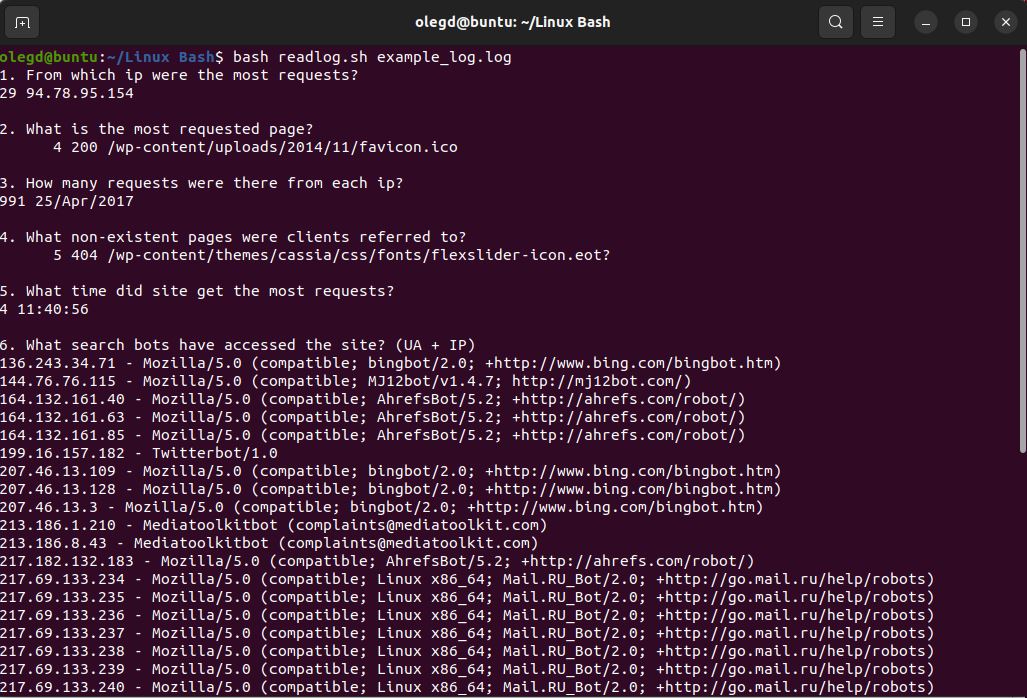 olegd@buntu: ~/Linux Bash
olegd@buntu:~/Linux Bash$ bash readlog.sh example_log.log
1. From which ip were the most requests?
29 94.78.95.154
2. What is the most requested page?
4 200 /wp-content/uploads/2014/11/favicon.ico
3. How many requests were there from each ip?
991 25/Apr/2017
4. What non-existent pages were clients referred to?
5 404 /wp-content/themes/cassia/css/fonts/flexslider-icon.eot?
5. What time did site get the most requests?
4 11:40:56
6. What search bots have accessed the site? (UA + IP)
136.243.34.71 - Mozilla/5.0 (compatible; bingbot/2.0; +http://www.bing.com/bingbot.htm)
144.76.76.115 - Mozilla/5.0 (compatible; MJ12bot/v1.4.7; http://mj12bot.com/)
164.132.161.40 - Mozilla/5.0 (compatible; AhrefsBot/5.2; +http://ahrefs.com/robot/)
164.132.161.63 - Mozilla/5.0 (compatible; AhrefsBot/5.2; +http://ahrefs.com/robot/)
164.132.161.85 - Mozilla/5.0 (compatible; AhrefsBot/5.2; +http://ahrefs.com/robot/)
199.16.157.182 - Twitterbot/1.0
207.46.13.109 - Mozilla/5.0 (compatible; bingbot/2.0; +http://www.bing.com/bingbot.htm)
207.46.13.128 - Mozilla/5.0 (compatible; bingbot/2.0; +http://www.bing.com/bingbot.htm)
207.46.13.3 - Mozilla/5.0 (compatible; bingbot/2.0; +http://www.bing.com/bingbot.htm)
213.186.1.210 - Mediatoolkitbot (complaints@mediatoolkit.com)
213.186.8.43 - Mediatoolkitbot (complaints@mediatoolkit.com)
217.182.132.183 - Mozilla/5.0 (compatible; AhrefsBot/5.2; +http://ahrefs.com/robot/)
217.69.133.234 - Mozilla/5.0 (compatible; Linux x86_64; Mail.RU_Bot/2.0; +http://go.mail.ru/help/robots)
217.69.133.235 - Mozilla/5.0 (compatible; Linux x86_64; Mail.RU_Bot/2.0; +http://go.mail.ru/help/robots)
217.69.133.236 - Mozilla/5.0 (compatible; Linux x86_64; Mail.RU_Bot/2.0; +http://go.mail.ru/help/robots)
217.69.133.237 - Mozilla/5.0 (compatible; Linux x86_64; Mail.RU_Bot/2.0; +http://go.mail.ru/help/robots)
217.69.133.238 - Mozilla/5.0 (compatible; Linux x86_64; Mail.RU_Bot/2.0; +http://go.mail.ru/help/robots)
217.69.133.239 - Mozilla/5.0 (compatible; Linux x86_64; Mail.RU_Bot/2.0; +http://go.mail.ru/help/robots)
217.69.133.240 - Mozilla/5.0 (compatible; Linux x86_64; Mail.RU_Bot/2.0; +http://go.mail.ru/help/robots)